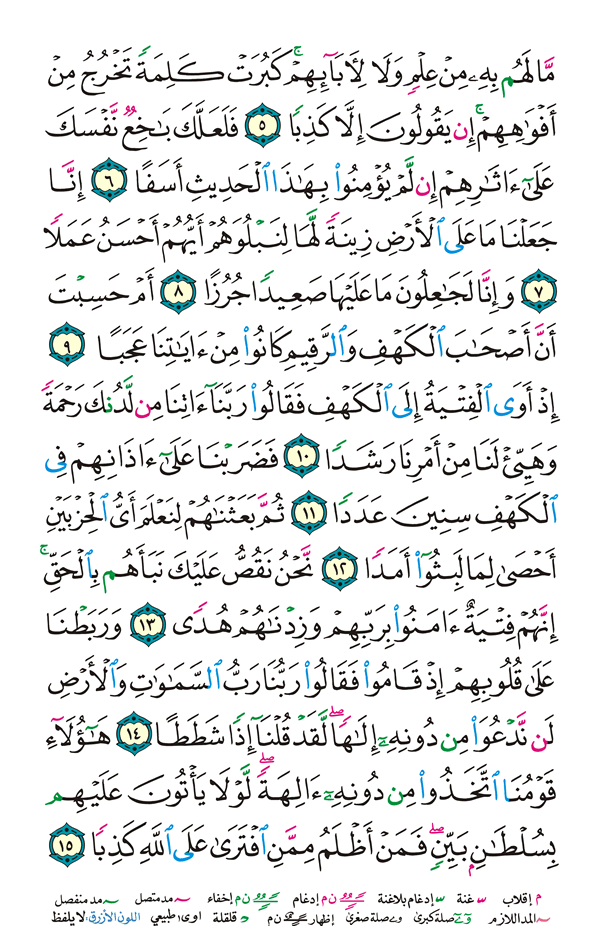 مَّا لَهُم بِهِۦ مِنْ عِلْمٍ وَلَا لِأَبَآئِهِمْ ۚ كَبُرَتْ كَلِمَةً تَخْرُجُ مِنْ
أَفْوَٰهِهِمْ ۚ إِن يَقُولُونَ إِلَّا كَذِبًا ٥ فَلَعَلَّكَ بَٰخِعٌ نَّفْسَكَ
عَلَىٰٓ ءَاثَٰرِهِمْ إِن لَّمْ يُؤْمِنُوا۟ بِهَٰذَا ٱلْحَدِيثِ أَسَفًا ٦ إِنَّا
جَعَلْنَا مَا عَلَى ٱلْأَرْضِ زِينَةً لَّهَا لِنَبْلُوَهُمْ أَيُّهُمْ أَحْسَنُ عَمَلًا
٧ وَإِنَّا لَجَٰعِلُونَ مَا عَلَيْهَا صَعِيدًا جُرُزًا ٨ أَمْ حَسِبْتَ
أَنَّ أَصْحَٰبَ ٱلْكَهْفِ وَٱلرَّقِيمِ كَانُوا۟ مِنْ ءَايَٰتِنَا عَجَبًا ٩
إِذْ أَوَى ٱلْفِتْيَةُ إِلَى ٱلْكَهْفِ فَقَالُوا۟ رَبَّنَآ ءَاتِنَا مِن لَّدُنكَ رَحْمَةً
وَهَيِّئْ لَنَا مِنْ أَمْرِنَا رَشَدًا ١٠ فَضَرَبْنَا عَلَىٰٓ ءَاذَانِهِمْ فِى
ٱلْكَهْفِ سِنِينَ عَدَدًا ١١ ثُمَّ بَعَثْنَٰهُمْ لِنَعْلَمَ أَىُّ ٱلْحِزْبَيْنِ
أَحْصَىٰ لِمَا لَبِثُوٓا۟ أَمَدًا ١٢ نَّحْنُ نَقُصُّ عَلَيْكَ نَبَأَهُم بِٱلْحَقِّ ۚ
إِنَّهُمْ فِتْيَةٌ ءَامَنُوا۟ بِرَبِّهِمْ وَزِدْنَٰهُمْ هُدًى ١٣ وَرَبَطْنَا
عَلَىٰ قُلُوبِهِمْ إِذْ قَامُوا۟ فَقَالُوا۟ رَبُّنَا رَبُّ ٱلسَّمَٰوَٰتِ وَٱلْأَرْضِ
لَن نَّدْعُوَا۟ مِن دُونِهِۦٓ إِلَٰهًا ۖ لَّقَدْ قُلْنَآ إِذًا شَطَطًا ١٤ هَٰٓؤُلَآءِ
قَوْمُنَا ٱتَّخَذُوا۟ مِن دُونِهِۦٓ ءَالِهَةً ۖ لَّوْلَا يَأْتُونَ عَلَيْهِم
بِسُلْطَٰنٍۭ بَيِّنٍ ۖ فَمَنْ أَظْلَمُ مِمَّنِ ٱفْتَرَىٰ عَلَى ٱللَّهِ كَذِبًا ١٥
م إقلاب غنة إدغام بلاغنة ن م إدغام ن م إخفاء مد متصل مد منفصل
المد اللازم صلة كبرى صلة صغرى إظهار ن م قلقلة اوى: طبيعي اللون الأزرق: لا يلفظ